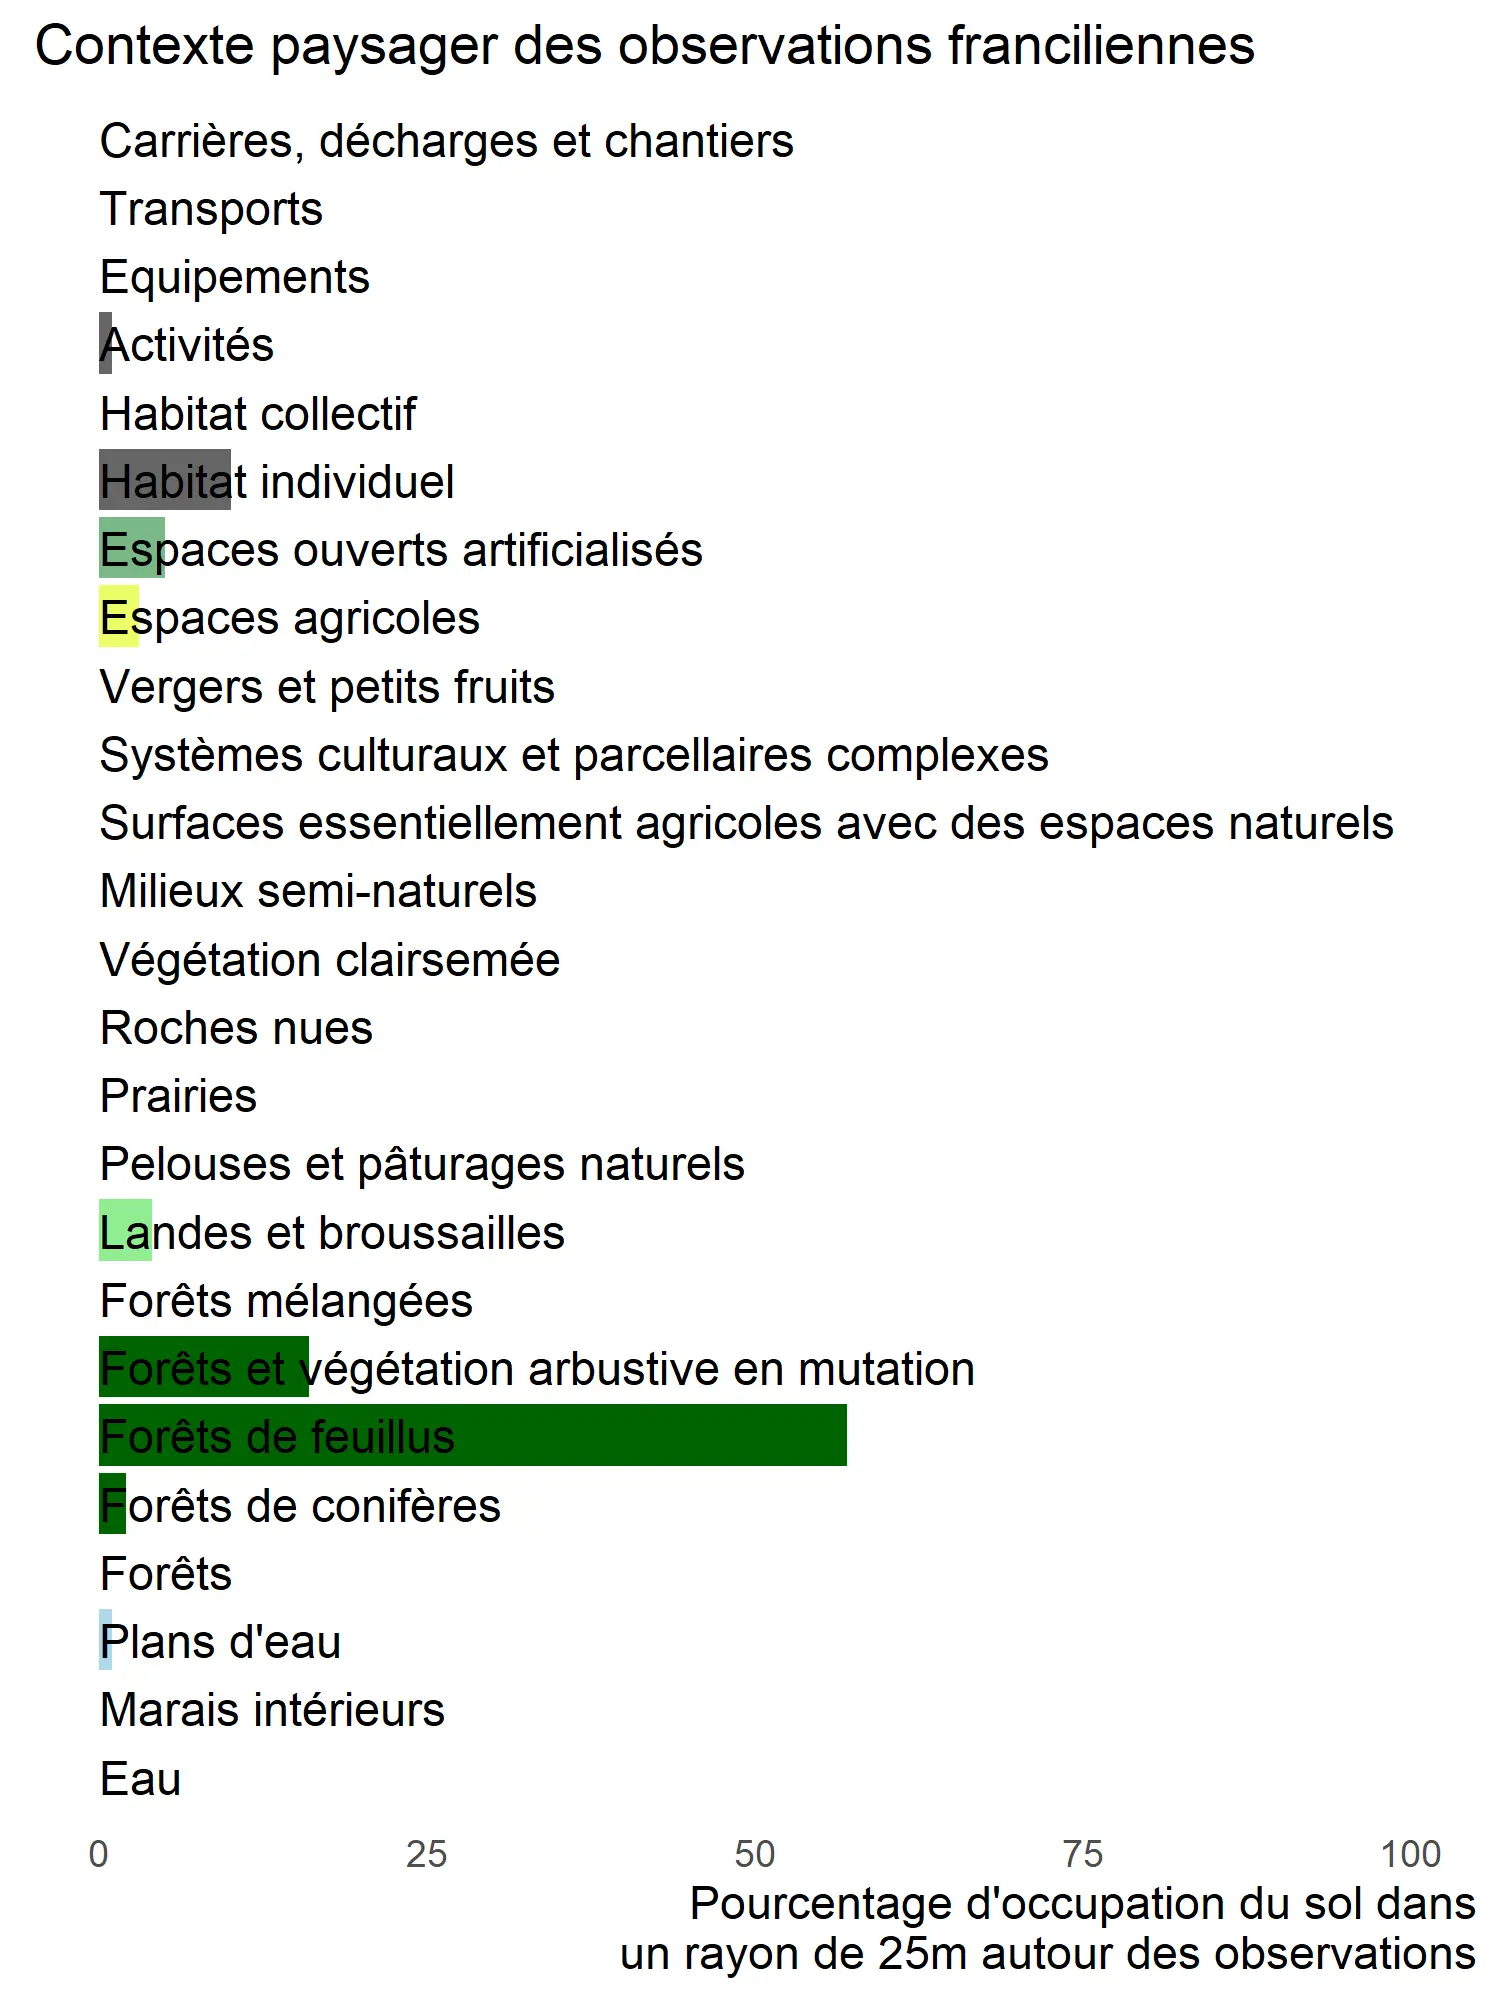 Contexte paysager des observations franciliennes
Carrières, décharges et chantiers
Transports
Equipements
Activités
Habitat collectif
Habitat individuel
Espaces ouverts artificialisés
Espaces agricoles
Vergers et petits fruits
Systèmes culturaux et parcellaires complexes
Surfaces essentiellement agricoles avec des espaces naturels
Milieux semi-naturels
Végétation clairsemée
Roches nues
Prairies
Pelouses et pâturages naturels
Landes et broussailles
Forêts mélangées
Forêts et végétation arbustive en mutation
Forêts de feuillus
Forêts de conifères
Forêts
Plans d'eau
Marais intérieurs
Eau
0 25 50 75 100
Pourcentage d'occupation du sol dans
un rayon de 25m autour des observations